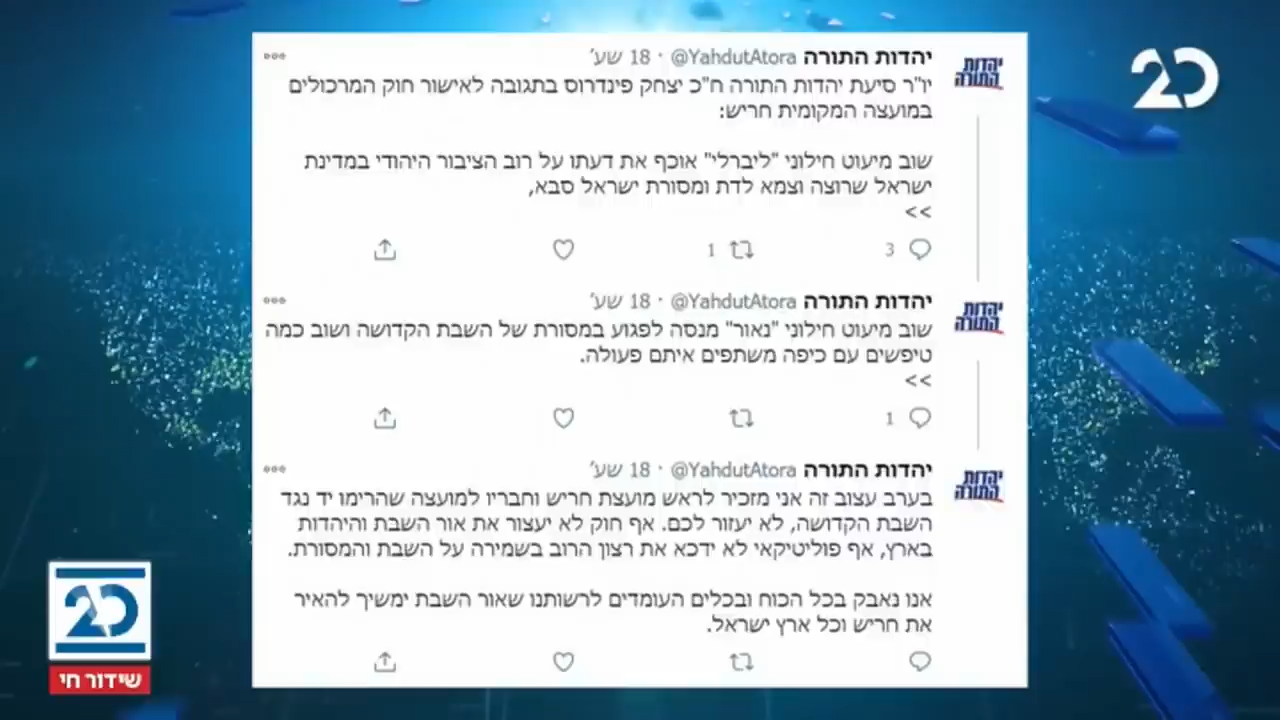 20
יהדות התורה @YahdutAtora · 18 שע'
יו"ר סיעת יהדות התורה ח"כ יצחק פינדרוס בתגובה לאישור חוק המרכולים
במועצה המקומית חריש:
שוב מיעוט חילוני "ליברלי" אוכף את דעתו על רוב הציבור היהודי במדינת
ישראל שרוצה וצמא לדת ומסורת ישראל סבא,
>>
3 1
יהדות התורה
יהדות התורה @YahdutAtora · 18 שע'
שוב מיעוט חילוני "נאור" מנסה לפגוע במסורת של השבת הקדושה ושוב כמה
טיפשים עם כיפה משתפים איתם פעולה.
>>
1
יהדות התורה
יהדות התורה @YahdutAtora · 18 שע'
בערב עצוב זה אני מזכיר לראש מועצת חריש וחבריו למועצה שהרימו יד נגד
השבת הקדושה, לא יעזור לכם. אף חוק לא יעצור את אור השבת והיהדות
בארץ, אף פוליטיקאי לא ידכא את רצון הרוב בשמירה על השבת והמסורת.
אנו נאבק בכל הכוח ובכלים העומדים לרשותנו שאור השבת ימשיך להאיר
את חריש וכל ארץ ישראל.
יהדות התורה
20
שידור חי